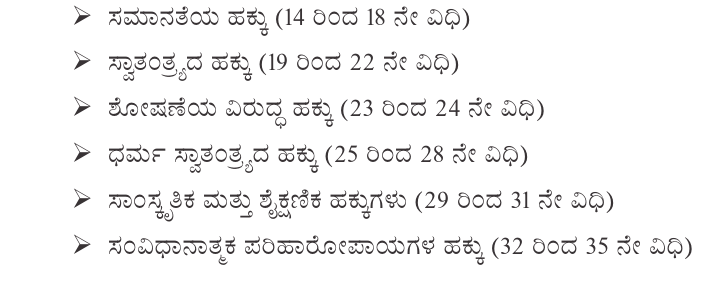 ➢ ಸಮಾನತೆಯ ಹಕ್ಕು (14 ರಿಂದ 18 ನೇ ವಿಧಿ)
➢ ಸ್ವಾತಂತ್ರ್ಯದ ಹಕ್ಕು (19 ರಿಂದ 22 ನೇ ವಿಧಿ)
➢ ಶೋಷಣೆಯ ವಿರುದ್ಧ ಹಕ್ಕು (23 ರಿಂದ 24 ನೇ ವಿಧಿ)
➢ ಧರ್ಮ ಸ್ವಾತಂತ್ರ್ಯದ ಹಕ್ಕು (25 ರಿಂದ 28 ನೇ ವಿಧಿ)
➢ ಸಾಂಸ್ಕೃತಿಕ ಮತ್ತು ಶೈಕ್ಷಣಿಕ ಹಕ್ಕುಗಳು (29 ರಿಂದ 31 ನೇ ವಿಧಿ)
➢ ಸಂವಿಧಾನಾತ್ಮಕ ಪರಿಹಾರೋಪಾಯಗಳ ಹಕ್ಕು (32 ರಿಂದ 35 ನೇ ವಿಧಿ)